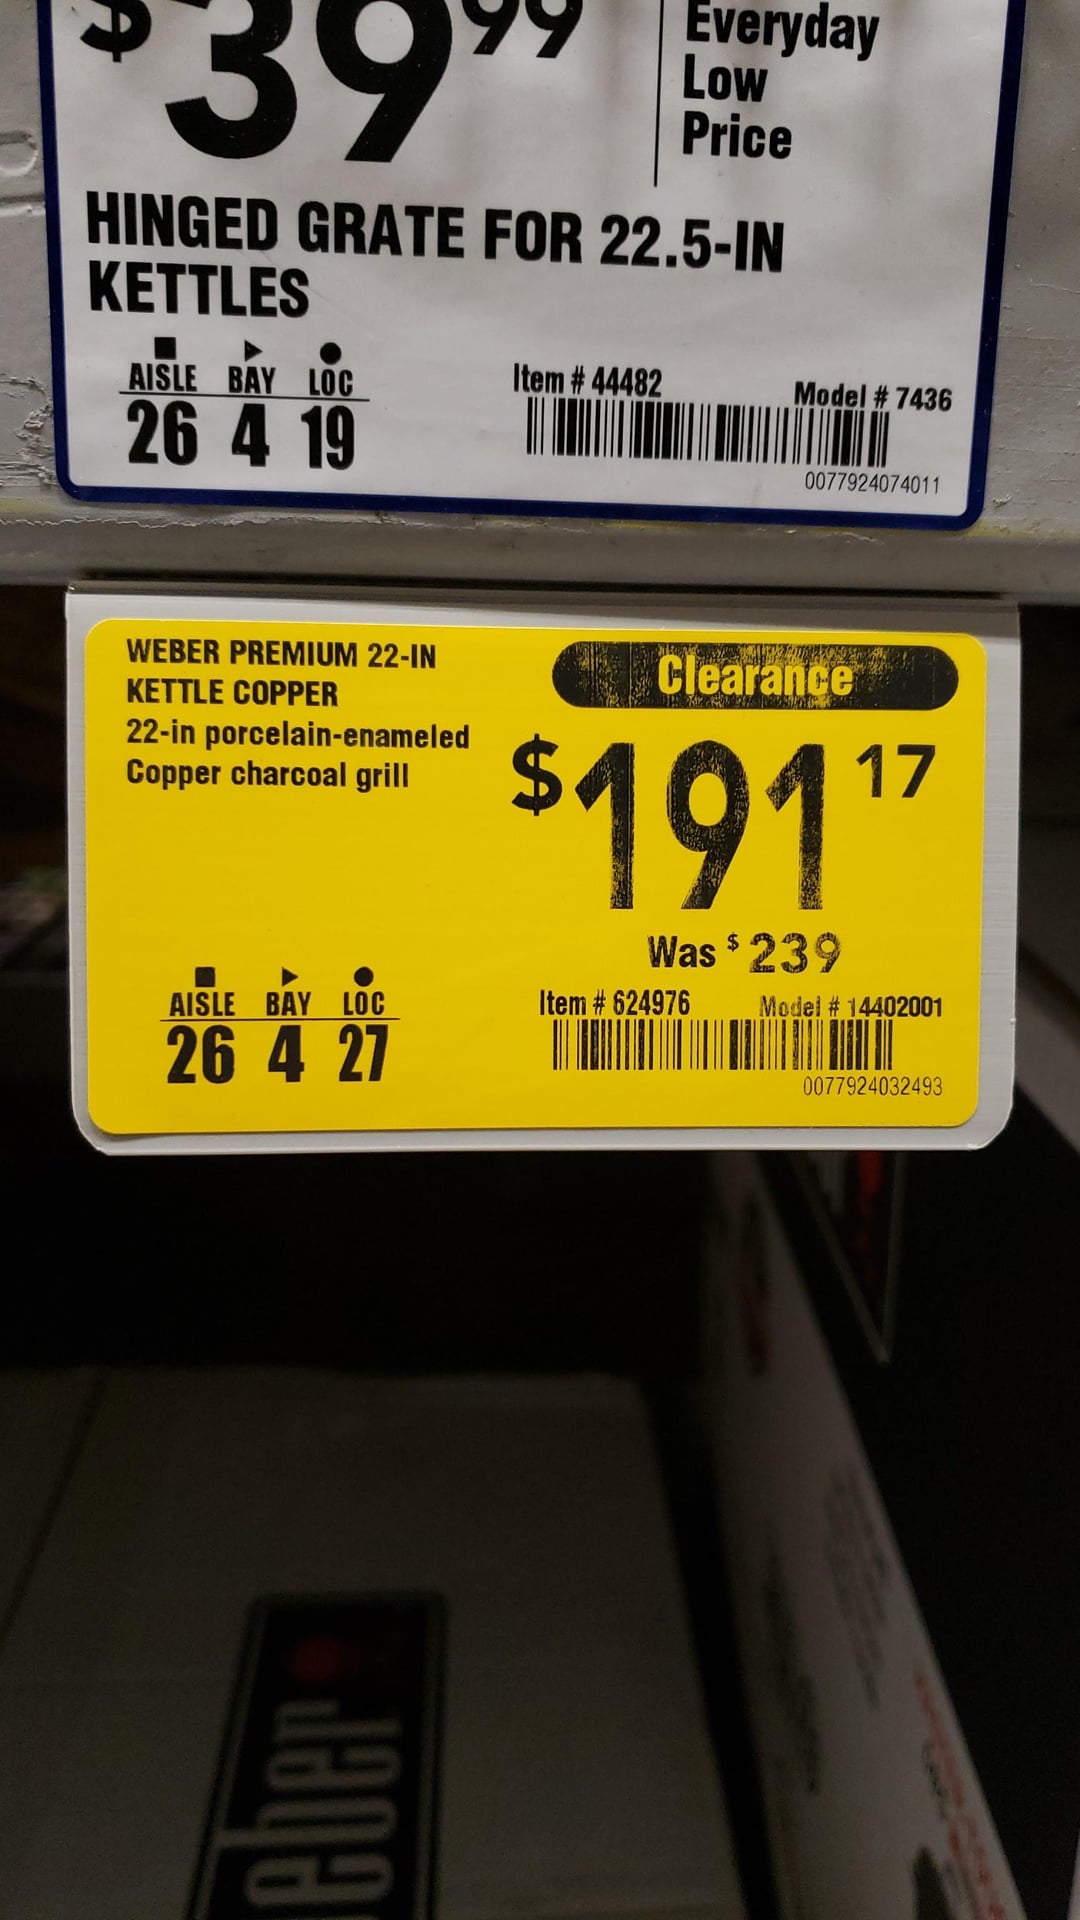 $39 99
Everyday
Low
Price
HINGED GRATE FOR 22.5-IN
KETTLES
AISLE BAY LOC
26 4 19
Item # 44482
Model # 7436
0077924074011
WEBER PREMIUM 22-IN
KETTLE COPPER
22-in porcelain-enameled
Copper charcoal grill
Clearance
$191 17
Was $239
AISLE BAY LOC
26 4 27
Item # 624976
Model # 14402001
0077924032493
eber